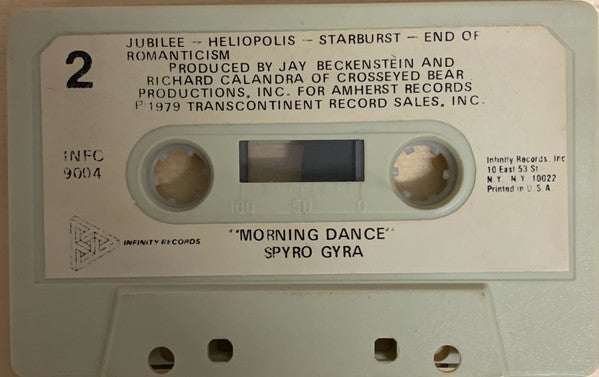 JUBILEE -- HELIOPOLIS -- STARBURST -- END OF
ROMANTICISM
PRODUCED BY JAY BECKENSTEIN AND
RICHARD CALANDRA OF CROSSEYED BEAR
PRODUCTIONS, INC. FOR AMHERST RECORDS
℗ 1979 TRANSCONTINENT RECORD SALES, INC.
2
INFC
9004
100 50 0
Infinity Records, Inc
10 East 53 St
N.Y. N.Y. 10022
Printed in U.S.A
INFINITY RECORDS
"MORNING DANCE"
SPYRO GYRA